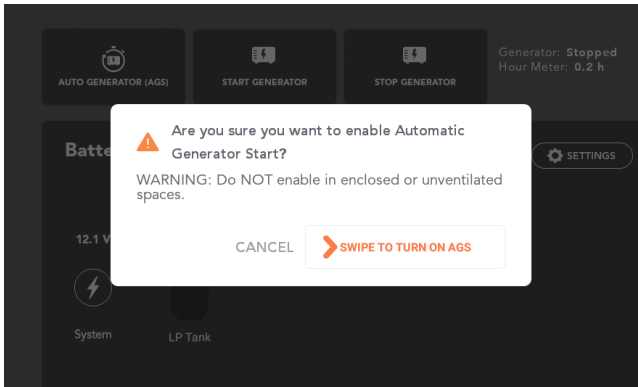 Generator: Stopped
Hour Meter: 0.2 h
AUTO GENERATOR (AGS)
START GENERATOR
STOP GENERATOR
Batte
SETTINGS
Are you sure you want to enable Automatic
Generator Start?
WARNING: Do NOT enable in enclosed or unventilated
spaces.
12.1 V
CANCEL
SWIPE TO TURN ON AGS
System
LP Tank